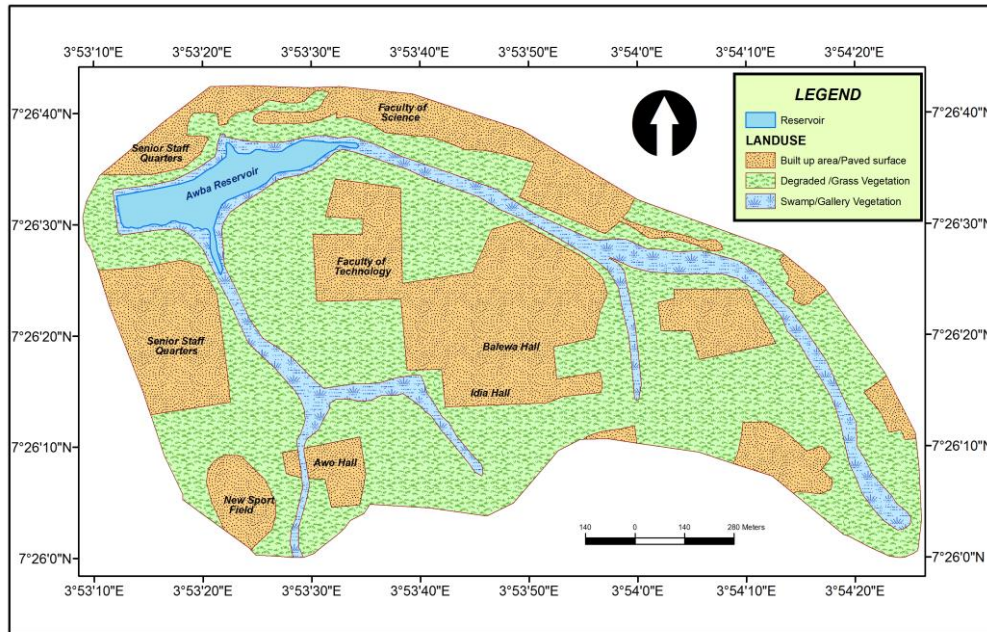 3°53'10"E 3°53'20"E 3°53'30"E 3°53'40"E 3°53'50"E 3°54'0"E 3°54'10"E 3°54'20"E
7°26'40"N
7°26'30"N
7°26'20"N
7°26'10"N
7°26'0"N
Faculty of
Science
Senior Staff
Quarters
Awba Reservoir
Faculty of
Technology
Senior Staff
Quarters
Balewa Hall
Idia Hall
Awo Hall
New Sport
Field
LEGEND
Reservoir
LANDUSE
Built up area/Paved surface
Degraded /Grass Vegetation
Swamp/Gallery Vegetation
7°26'40"N
7°26'30"N
7°26'20"N
7°26'10"N
7°26'0"N
140 0 140 280 Meters
3°53'10"E 3°53'20"E 3°53'30"E 3°53'40"E 3°53'50"E 3°54'0"E 3°54'10"E 3°54'20"E